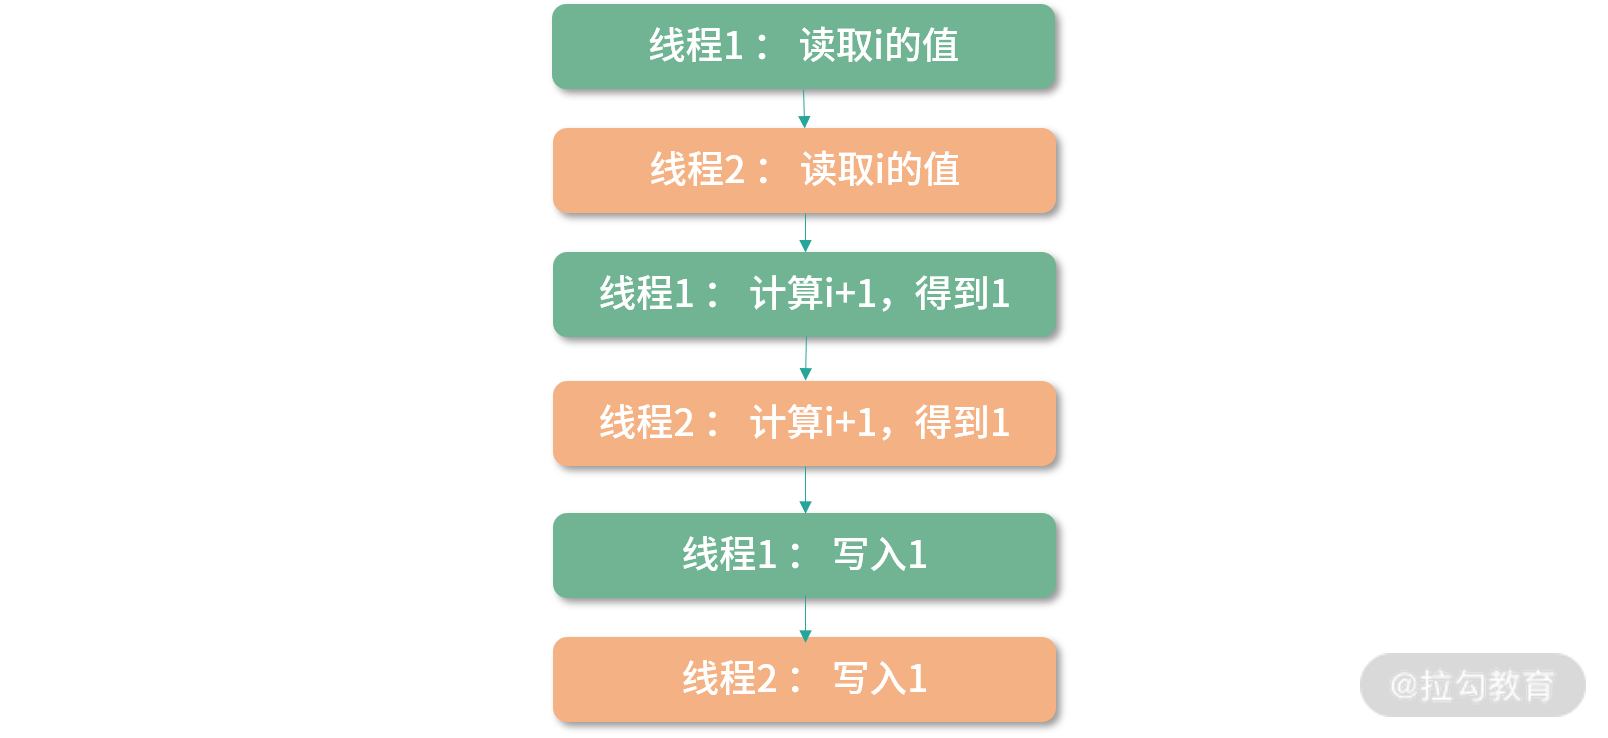 线程1： 读取i的值
线程2： 读取i的值
线程1： 计算i+1，得到1
线程2： 计算i+1，得到1
线程1： 写入1
线程2： 写入1
@拉勾教育